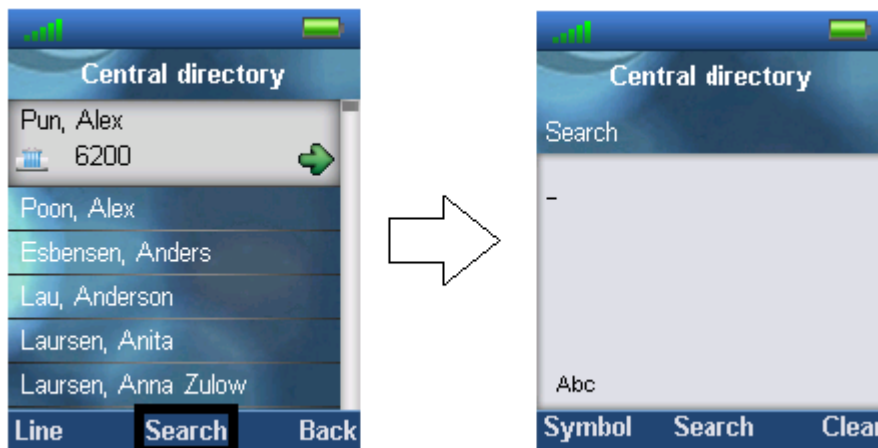 Central directory
Pun, Alex
6200
Poon, Alex
Esbensen, Anders
Lau, Anderson
Laursen, Anita
Laursen, Anna Zulow
Line Search Back
Central directory
Search
_
Abc
Symbol Search Clear